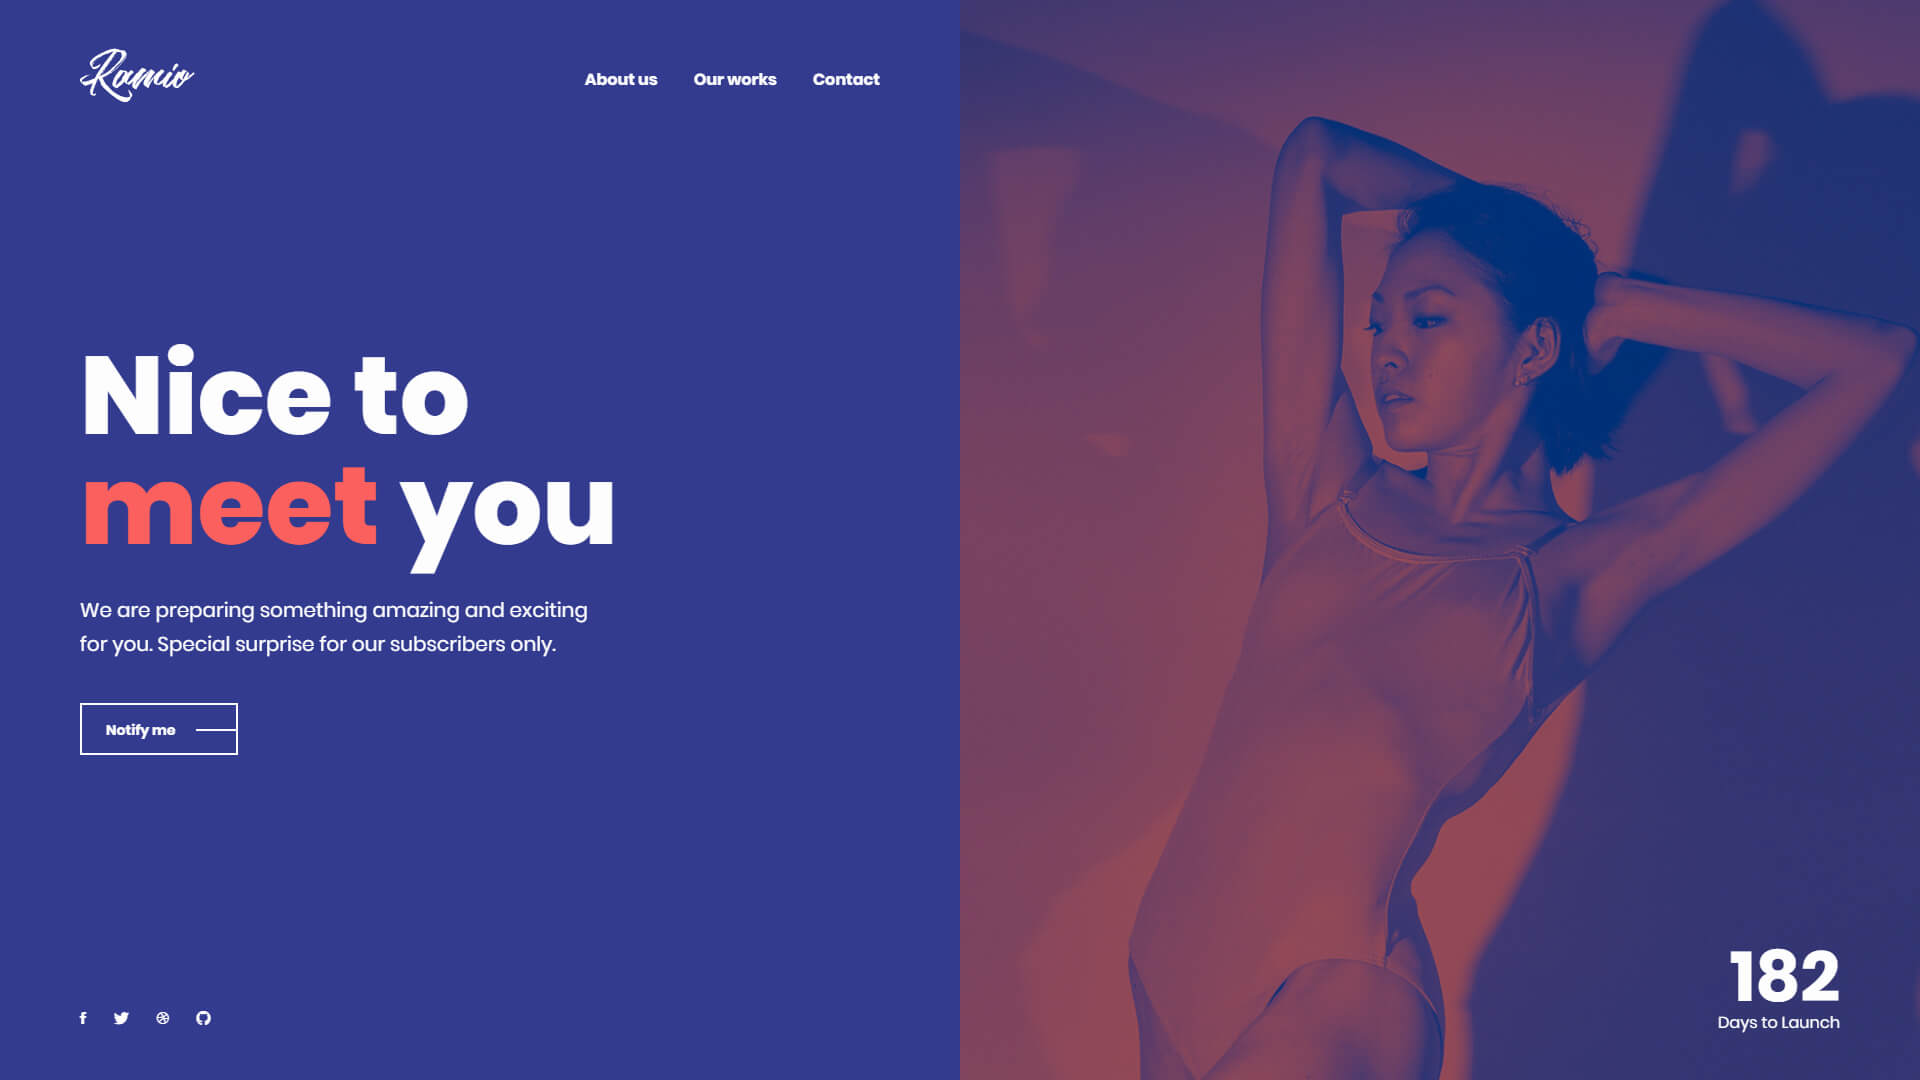 Ramio
About us Our works Contact
Nice to
meet you
We are preparing something amazing and exciting
for you. Special surprise for our subscribers only.
Notify me
182
Days to Launch